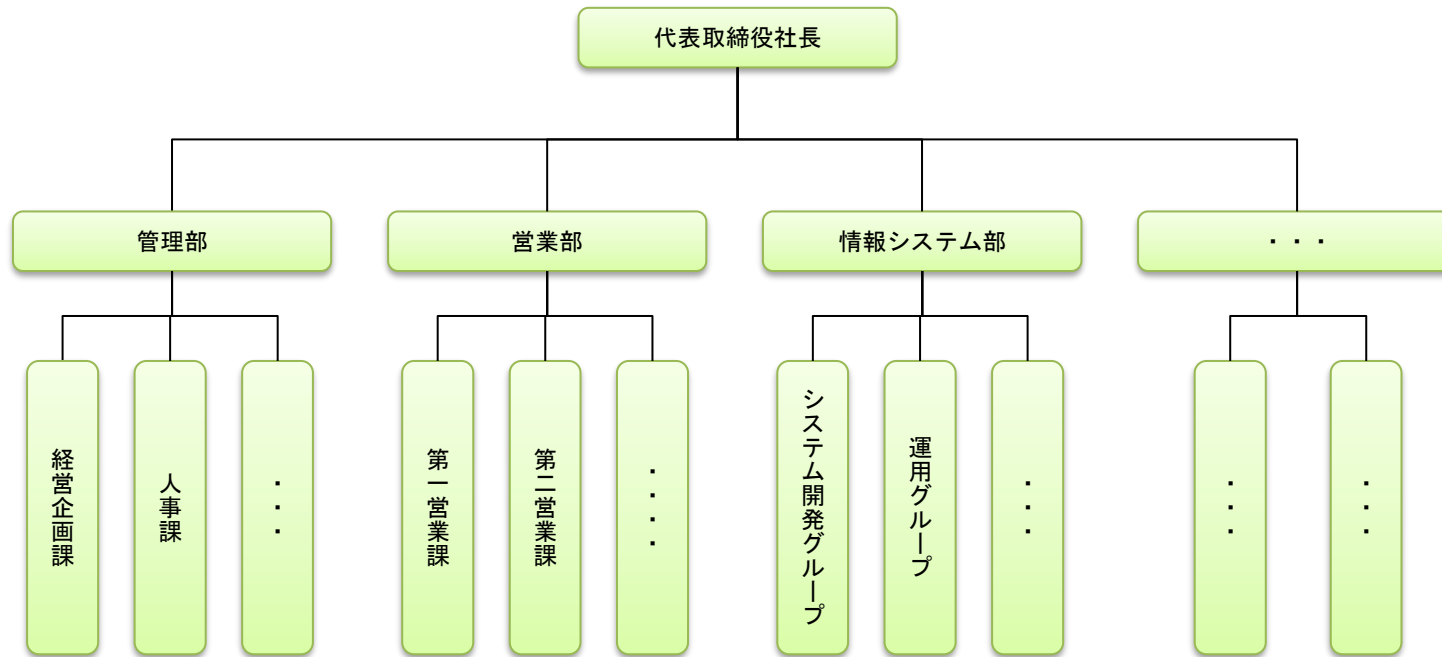 代表取締役社長
管理部
営業部
情報システム部
・・・
経営企画課
人事課
・・・
第一営業課
第二営業課
・・・・
システム開発グループ
運用グループ
・・・
・・・
・・・